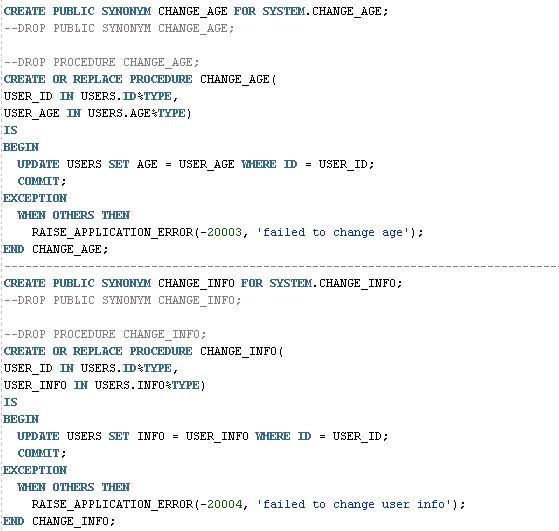 CREATE PUBLIC SYNONYM CHANGE_AGE FOR SYSTEM.CHANGE_AGE;
--DROP PUBLIC SYNONYM CHANGE_AGE;

--DROP PROCEDURE CHANGE_AGE;
CREATE OR REPLACE PROCEDURE CHANGE_AGE(
USER_ID IN USERS.ID%TYPE,
USER_AGE IN USERS.AGE%TYPE)
IS
BEGIN
  UPDATE USERS SET AGE = USER_AGE WHERE ID = USER_ID;
  COMMIT;
EXCEPTION
  WHEN OTHERS THEN
    RAISE_APPLICATION_ERROR(-20003, 'failed to change age');
END CHANGE_AGE;
--------------------------------------------------------------------------------
CREATE PUBLIC SYNONYM CHANGE_INFO FOR SYSTEM.CHANGE_INFO;
--DROP PUBLIC SYNONYM CHANGE_INFO;

--DROP PROCEDURE CHANGE_INFO;
CREATE OR REPLACE PROCEDURE CHANGE_INFO(
USER_ID IN USERS.ID%TYPE,
USER_INFO IN USERS.INFO%TYPE)
IS
BEGIN
  UPDATE USERS SET INFO = USER_INFO WHERE ID = USER_ID;
  COMMIT;
EXCEPTION
  WHEN OTHERS THEN
    RAISE_APPLICATION_ERROR(-20004, 'failed to change user info');
END CHANGE_INFO;